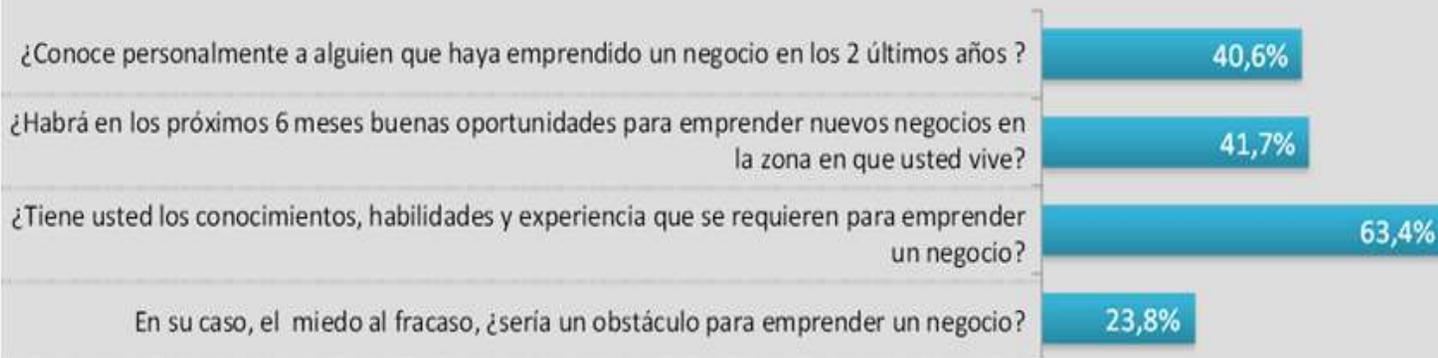 ¿Conoce personalmente a alguien que haya emprendido un negocio en los 2 últimos años ?
40,6%
¿Habrá en los próximos 6 meses buenas oportunidades para emprender nuevos negocios en
la zona en que usted vive?
41,7%
¿Tiene usted los conocimientos, habilidades y experiencia que se requieren para emprender
un negocio?
63,4%
En su caso, el miedo al fracaso, ¿sería un obstáculo para emprender un negocio?
23,8%